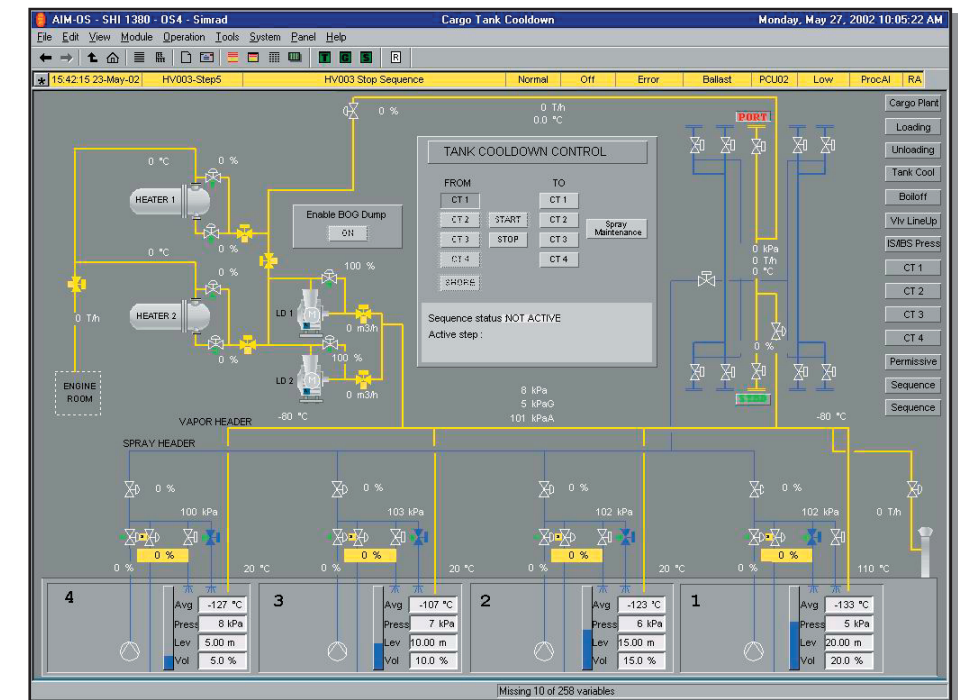 AIM-OS - SHI 1380 - OS4 - Simrad Cargo Tank Cooldown Monday, May 27, 2002 10:05:22 AM
File Edit View Module Operation Tools System Panel Help
T C S R
15:42:15 23-May-02 HV003-Step5 HV003 Stop Sequence Normal Off Error Ballast PCU02 Low ProcAl RA
0 %
0 T/h
0.0 °C
PORT
Cargo Plant
Loading
Unloading
Tank Cool
Boiloff
Vlv LineUp
IS/IBS Press
CT 1
CT 2
CT 3
CT 4
Permissive
Sequence
Sequence
0 °C 0 %
HEATER 1
0 %
0 °C
0 %
HEATER 2
0 T/h
0 %
ENGINE
ROOM
Enable BOG Dump
ON
100 %
LD 1
M
0 m3/h
100 %
LD 2
M
0 m3/h
TANK COOLDOWN CONTROL
FROM TO
CT 1 CT 1
CT 2 START CT 2
CT 3 STOP CT 3
CT 4 CT 4
SHORE
Spray
Maintenance
Sequence status NOT ACTIVE
Active step :
0 kPa
0 T/h
0 °C
0 %
8 kPa
5 kPaG
101 kPaA
VAPOR HEADER -80 °C -80 °C
SPRAY HEADER
0 % 0 % 0 % 0 %
100 kPa 103 kPa 102 kPa 102 kPa 0 T/h
0 % 0 % 0 % 0 %
0 % 20 °C 0 % 20 °C 0 % 20 °C 0 % 110 °C
4
Avg -127 °C
Press 8 kPa
Lev 5.00 m
Vol 5.0 %
3
Avg -107 °C
Press 7 kPa
Lev 10.00 m
Vol 10.0 %
2
Avg -123 °C
Press 6 kPa
Lev 15.00 m
Vol 15.0 %
1
Avg -133 °C
Press 5 kPa
Lev 20.00 m
Vol 20.0 %
Missing 10 of 258 variables